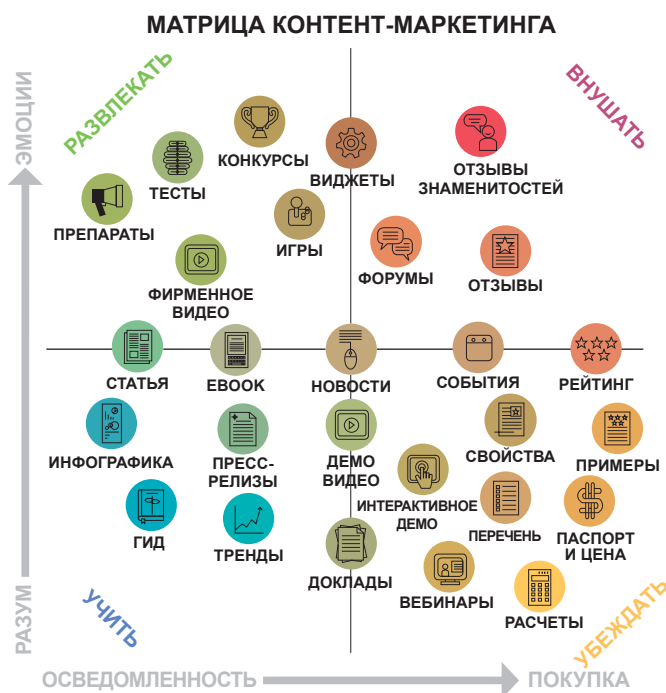 МАТРИЦА КОНТЕНТ-МАРКЕТИНГА
ЭМОЦИИ
РАЗВЛЕКАТЬ
ВНУШАТЬ
КОНКУРСЫ
ТЕСТЫ
ВИДЖЕТЫ
ОТЗЫВЫ
ЗНАМЕНИТОСТЕЙ
ПРЕПАРАТЫ
ИГРЫ
ФОРУМЫ
ОТЗЫВЫ
ФИРМЕННОЕ
ВИДЕО
СТАТЬЯ
EBOOK
НОВОСТИ
СОБЫТИЯ
РЕЙТИНГ
ИНФОГРАФИКА
ПРЕСС-
РЕЛИЗЫ
ДЕМО
ВИДЕО
СВОЙСТВА
ПРИМЕРЫ
ИНТЕРАКТИВНОЕ
ДЕМО
ГИД
ТРЕНДЫ
ПЕРЕЧЕНЬ
ПАСПОРТ
И ЦЕНА
ДОКЛАДЫ
ВЕБИНАРЫ
РАСЧЕТЫ
РАЗУМ
УЧИТЬ
УБЕЖДАТЬ
ОСВЕДОМЛЕННОСТЬ
ПОКУПКА